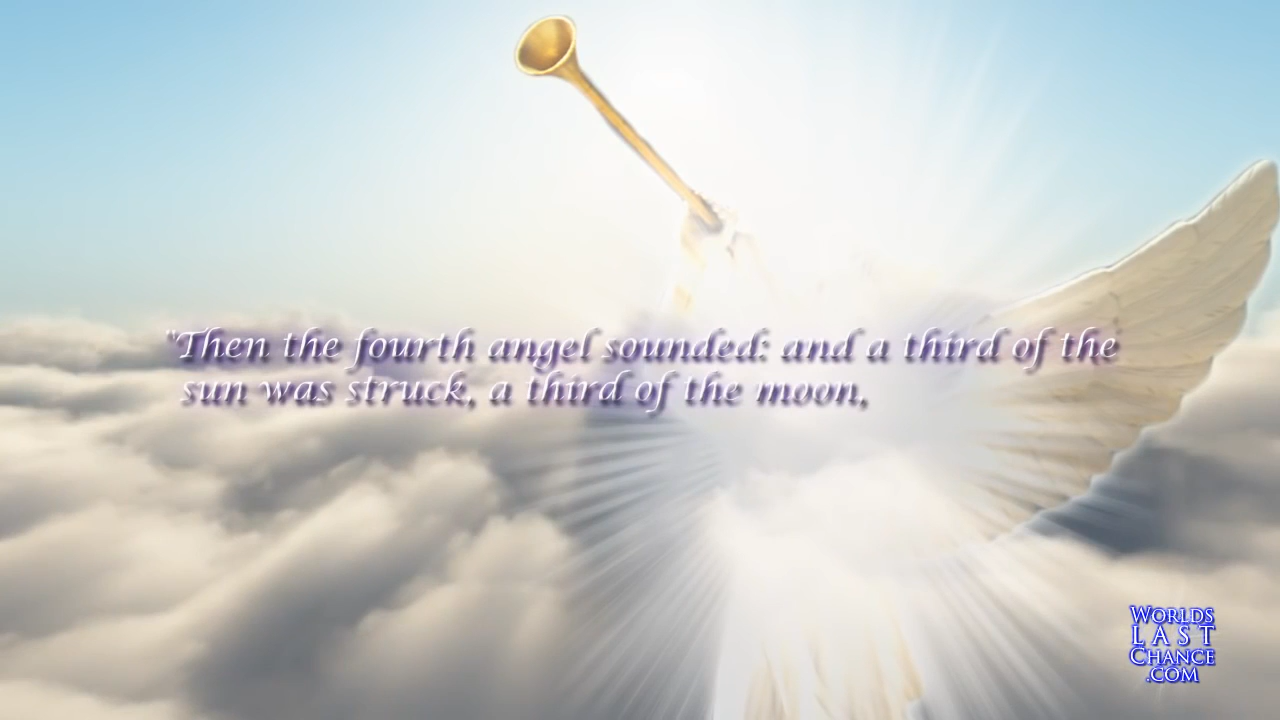 "Then the fourth angel sounded: and a third of the
sun was struck, a third of the moon,
WORLDS
LAST
CHANCE
.COM